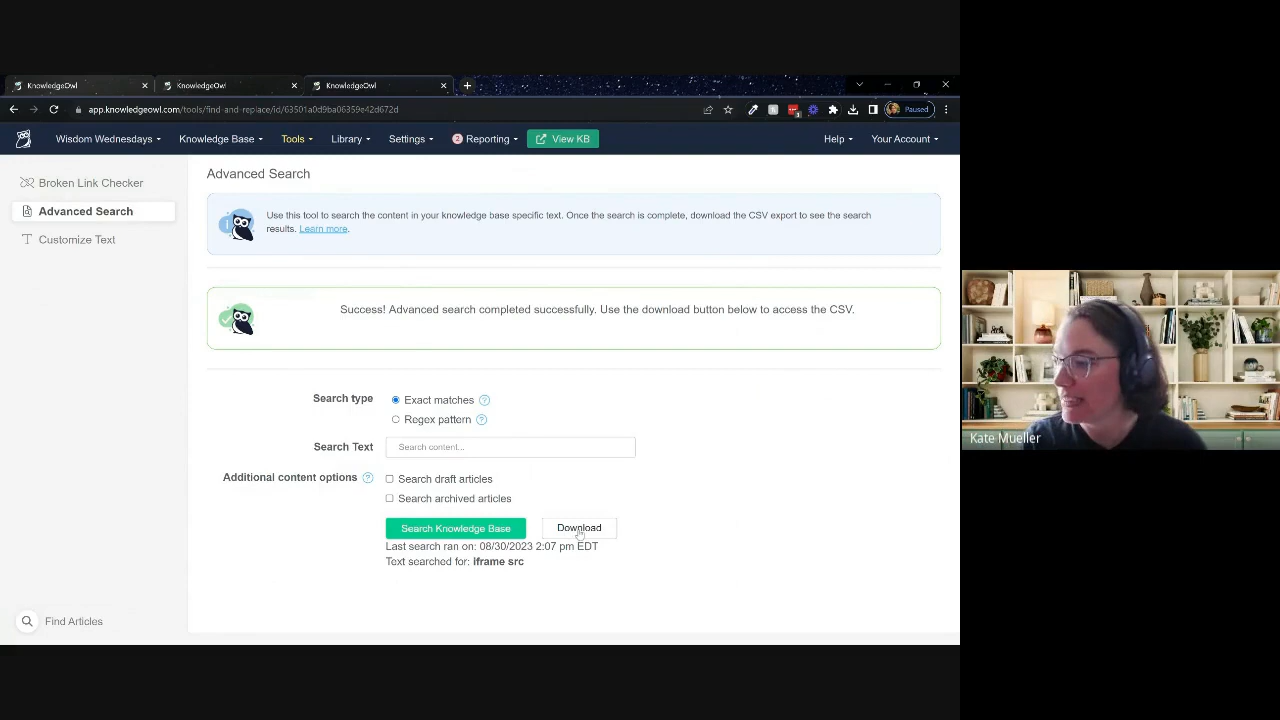 KnowledgeOwl
KnowledgeOwl
KnowledgeOwl
app.knowledgeowl.com/tools/find-and-replace/id/63501a0d9ba06359e42d672d
Paused
Wisdom Wednesdays
Knowledge Base
Tools
Library
Settings
2 Reporting
View KB
Help
Your Account
Broken Link Checker
Advanced Search
Customize Text
Advanced Search
Use this tool to search the content in your knowledge base specific text. Once the search is complete, download the CSV export to see the search
results. Learn more.
Success! Advanced search completed successfully. Use the download button below to access the CSV.
Search type
Exact matches ?
Regex pattern ?
Search Text
Search content...
Additional content options ?
Search draft articles
Search archived articles
Search Knowledge Base
Download
Last search ran on: 08/30/2023 2:07 pm EDT
Text searched for: iframe src
Find Articles
Kate Mueller